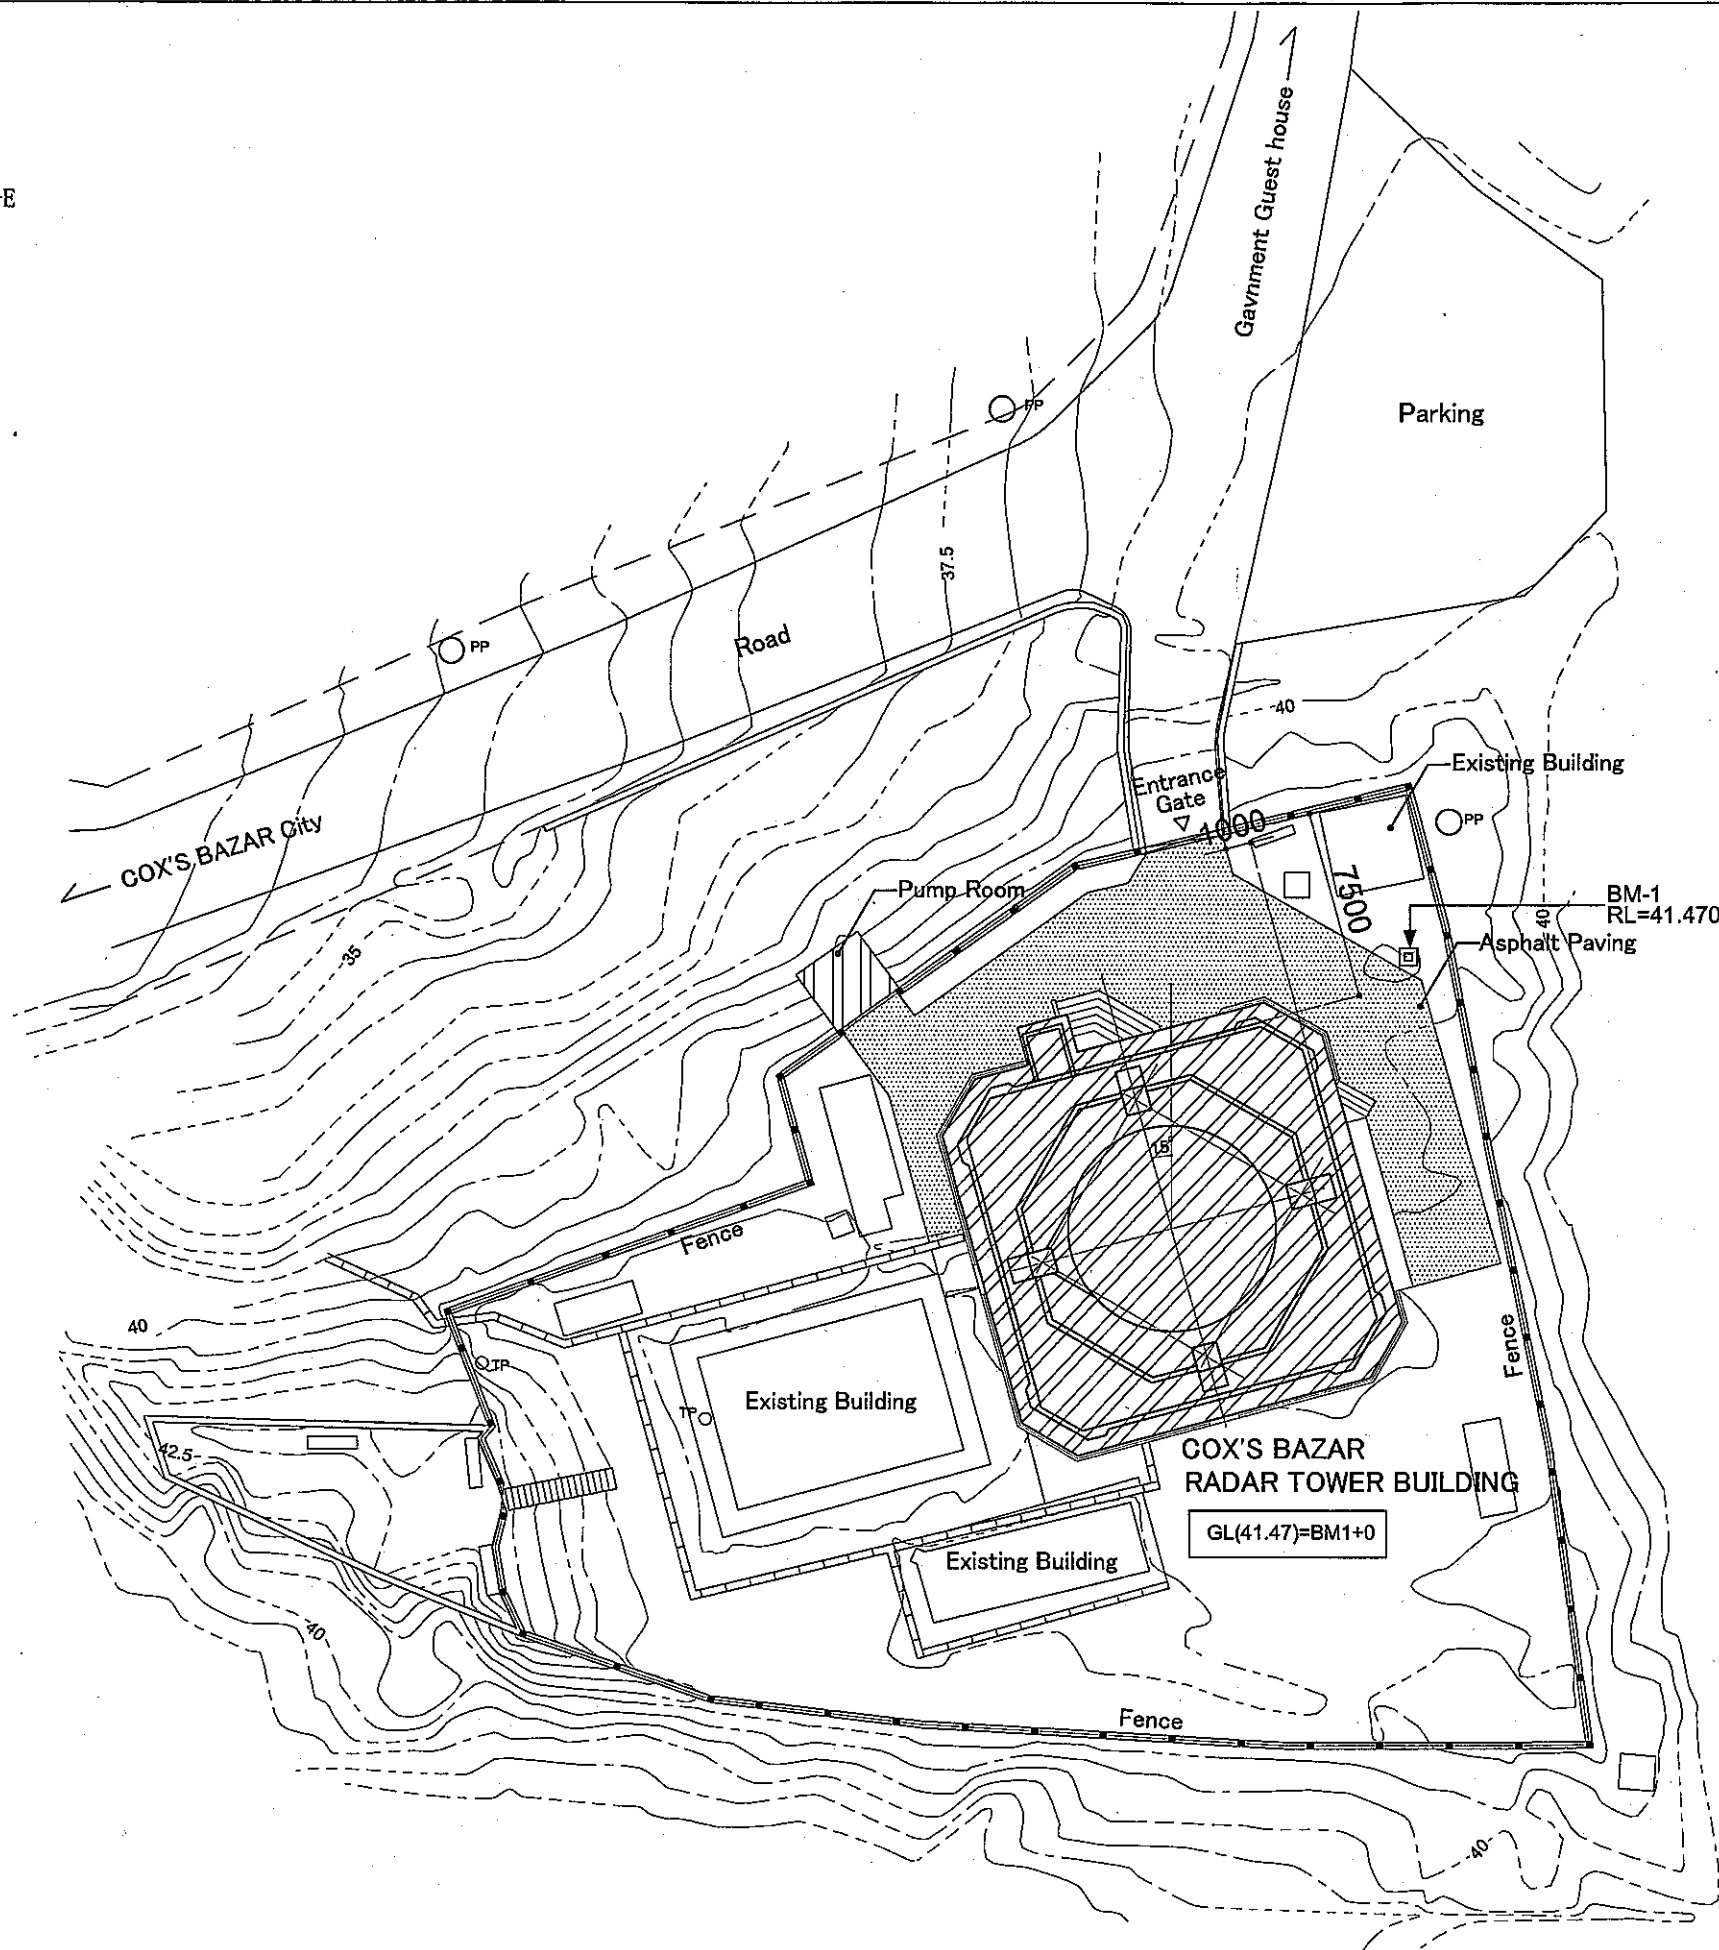 E
Gavnment Guest house
Parking
PP
37.5
PP
Road
40
Existing Building
Entrance
Gate
1000
PP
COX'S BAZAR City
Pump Room
7500
BM-1
RL=41.470
40
Asphalt Paving
35
15
Fence
40
TP
Fence
Existing Building
TP
42.5
COX'S BAZAR
RADAR TOWER BUILDING
GL(41.47)=BM1+0
Existing Building
40
Fence
40